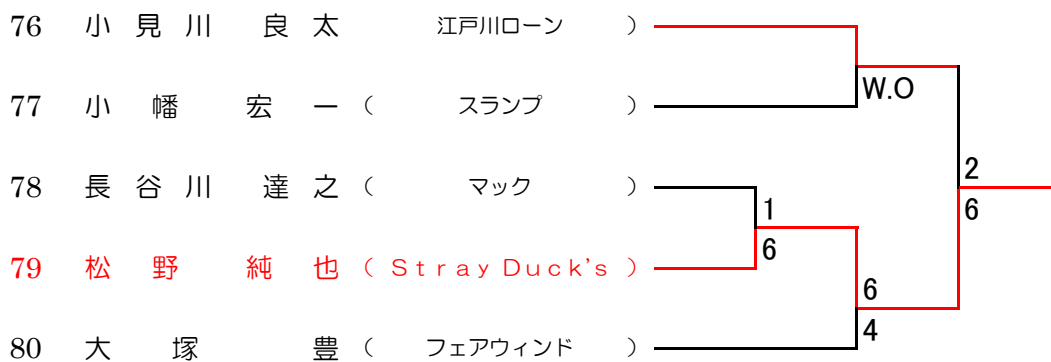 76 小見川 良太 江戸川ローン )
W.O
77 小幡 宏一 ( スランプ )
2
78 長谷川 達之 ( マック )
1
6
6
79 松野 純也 ( Stray Duck's )
6
4
80 大塚 豊 ( フェアウィンド )